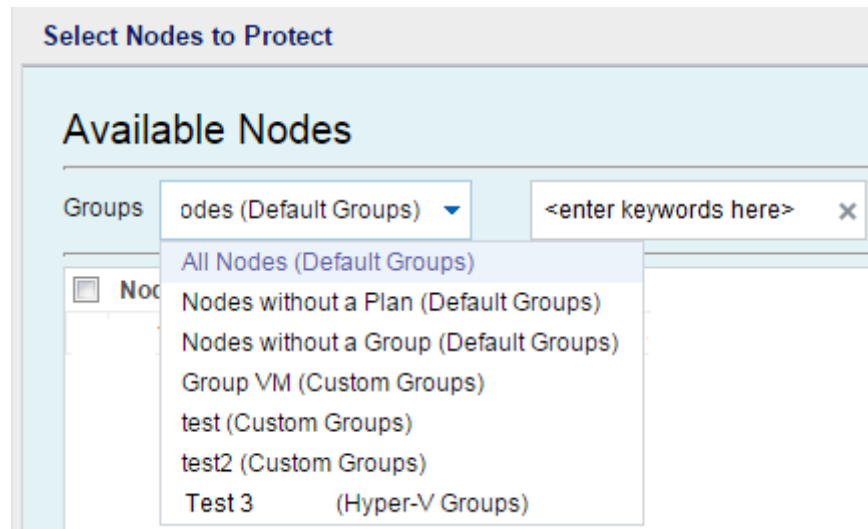 Select Nodes to Protect
Available Nodes
Groups odes (Default Groups) <enter keywords here>
All Nodes (Default Groups)
Nod
Nodes without a Plan (Default Groups)
Nodes without a Group (Default Groups)
Group VM (Custom Groups)
test (Custom Groups)
test2 (Custom Groups)
Test 3 (Hyper-V Groups)